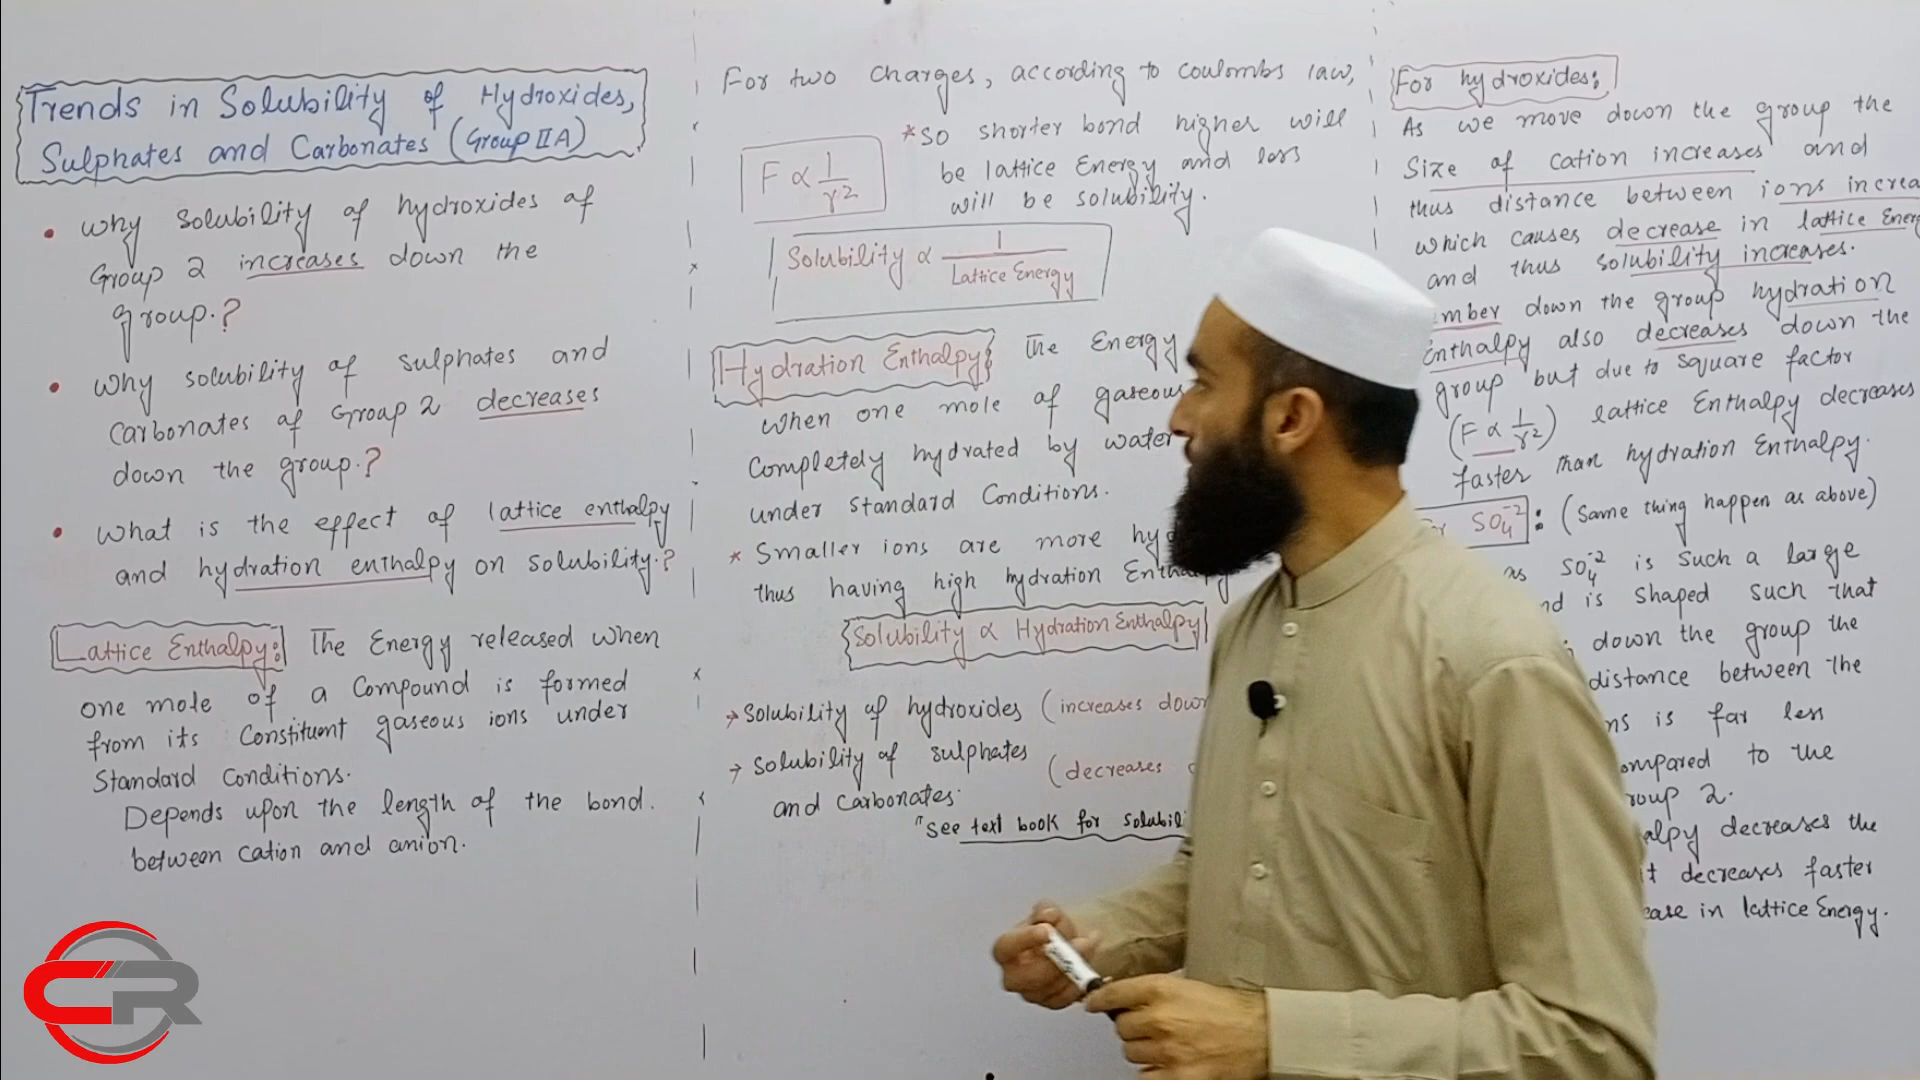 Trends in Solubility of Hydroxides,
Sulphates and Carbonates (Group IIA)
• why solubility of hydroxides of
Group 2 increases down the
group.?
• why solubility of sulphates and
carbonates of Group 2 decreases
down the group.?
• What is the effect of lattice enthalpy
and hydration enthalpy on solubility.?
Lattice Enthalpy: The Energy released when
one mole of a compound is formed
from its constituent gaseous ions under
standard conditions.
Depends upon the length of the bond.
between cation and anion.
For two charges, according to coulombs law,
F ∝ 1/r²
*so shorter bond higher will
be lattice Energy and less
will be solubility.
Solubility ∝ 1/Lattice Energy
Hydration Enthalpy: The Energy
when one mole of gaseous
completely hydrated by water
under standard conditions.
* Smaller ions are more
thus having high hydration
Solubility ∝ Hydration Enthalpy
→ Solubility of hydroxides (increases down
→ Solubility of sulphates (decreases
and carbonates.
"see text book for
For hydroxides:
As we move down the group the
size of cation increases and
thus distance between ions
which causes decrease in lattice
and thus solubility increases.
down the group hydration
Enthalpy also decreases down the
group but due to square factor
(F ∝ 1/r²) lattice Enthalpy decreases
faster than hydration Enthalpy.
SO₄⁻² : (same thing happen as above)
as SO₄⁻² is such a large
is shaped such that
down the group the
distance between the
is far less
to the
2.
decreases the
decreases faster
in lattice Energy.
CR